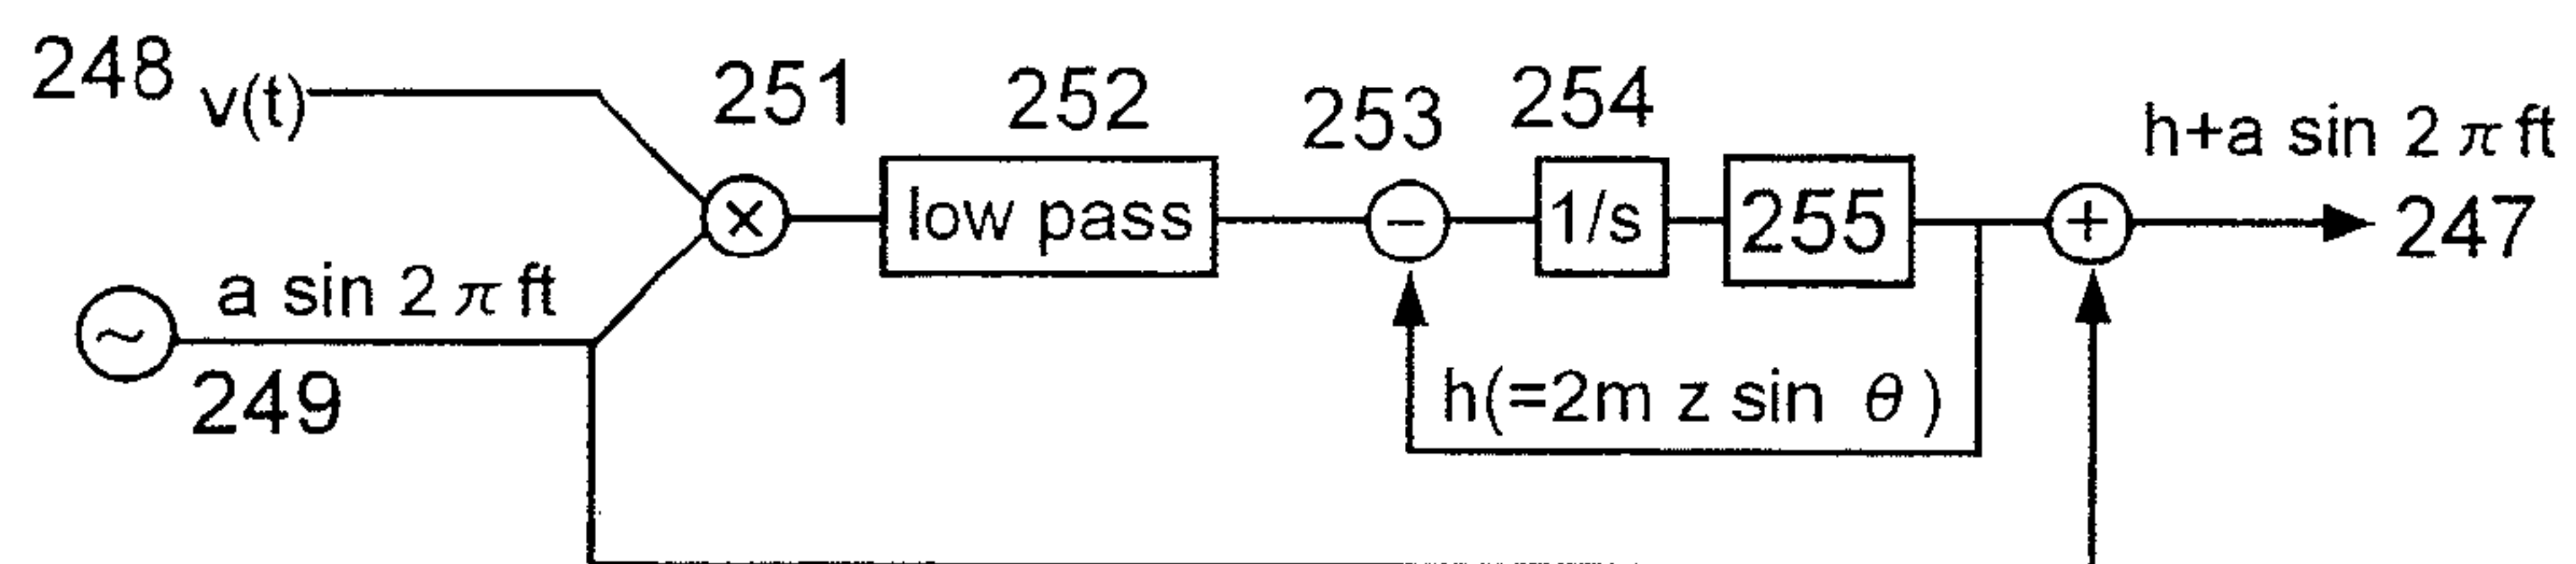 248 v(t)
251
252
253
254
h+a sin 2 π ft
×
low pass
−
1/s
255
+
247
~
a sin 2 π ft
249
h(=2m z sin θ )